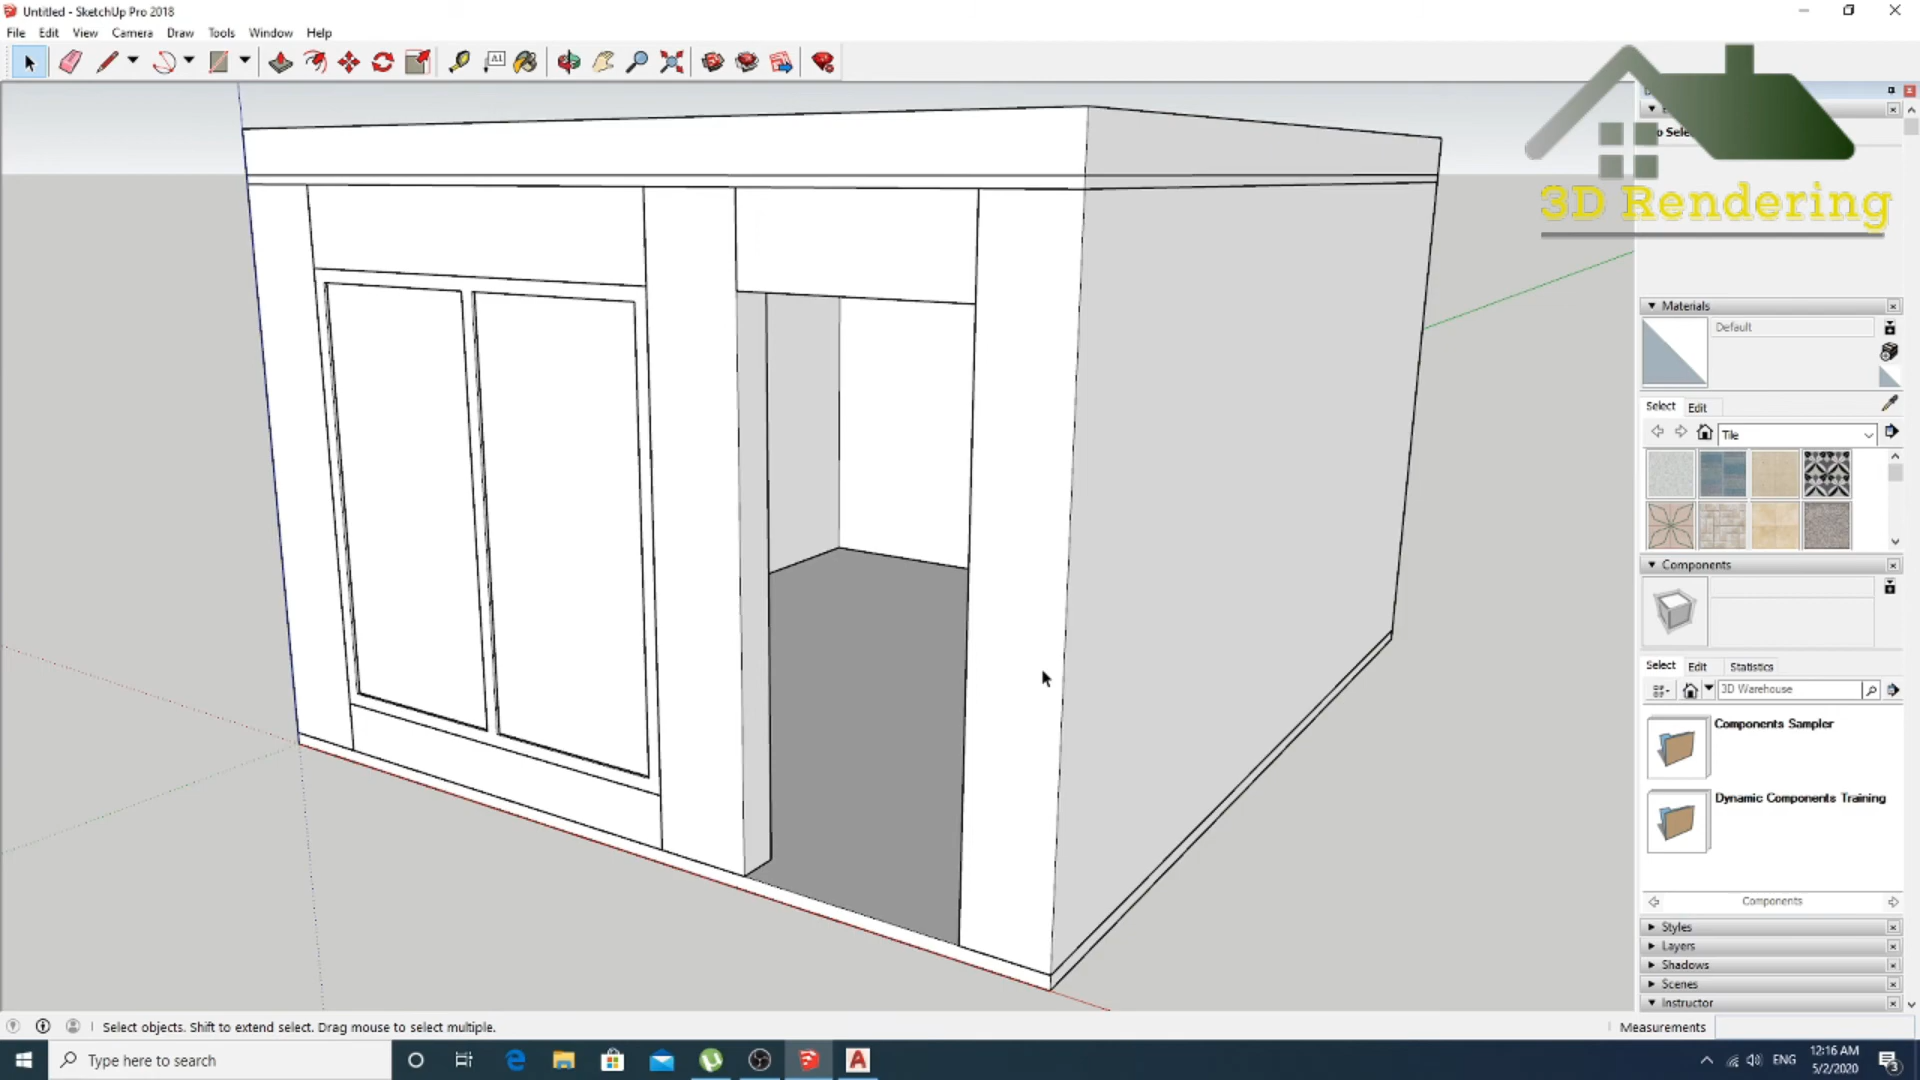 Untitled - SketchUp Pro 2018
File Edit View Camera Draw Tools Window Help
3D Rendering
Materials
Default
Select Edit
Tile
Components
Select Edit Statistics
3D Warehouse
Components Sampler
Dynamic Components Training
Components
Styles
Layers
Shadows
Scenes
Instructor
Select objects. Shift to extend select. Drag mouse to select multiple.
Measurements
Type here to search
ENG
12:16 AM
5/2/2020
3